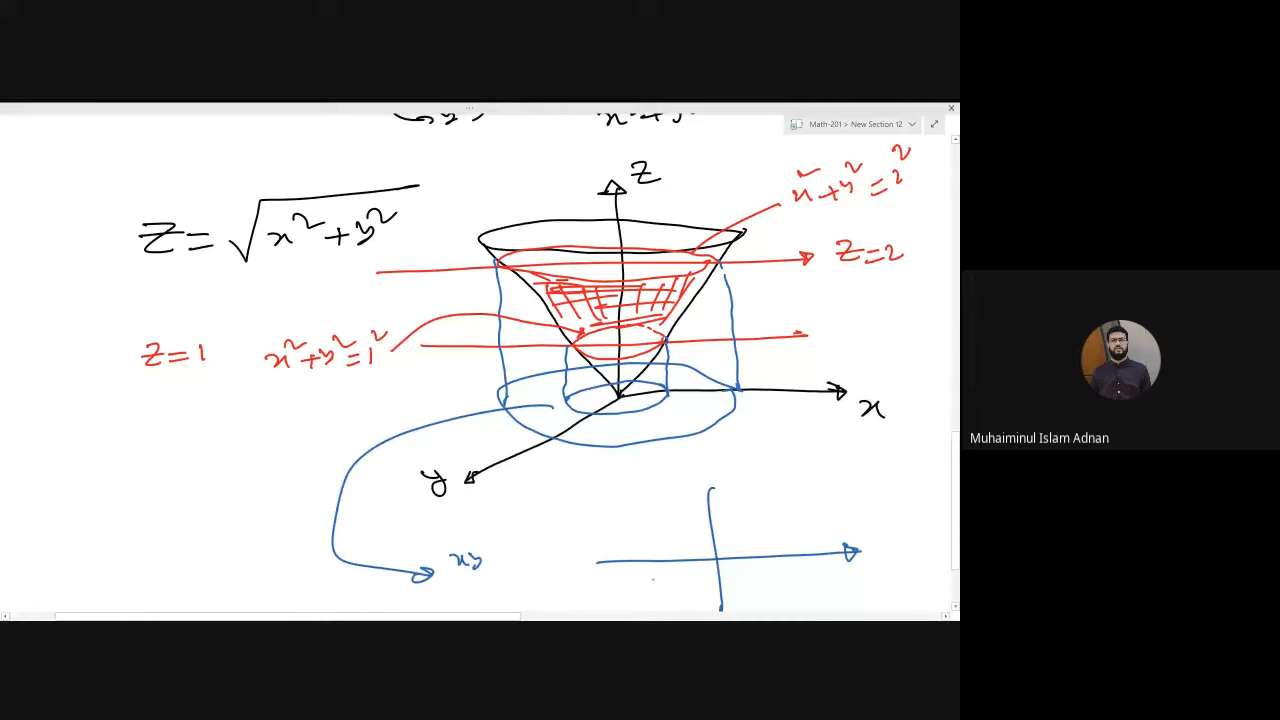 Math-201 > New Section 12
z
x² + y² = 2²
z = √x² + y²
z = 2
z = 1
x² + y² = 1²
x
Muhaiminul Islam Adnan
y
xy